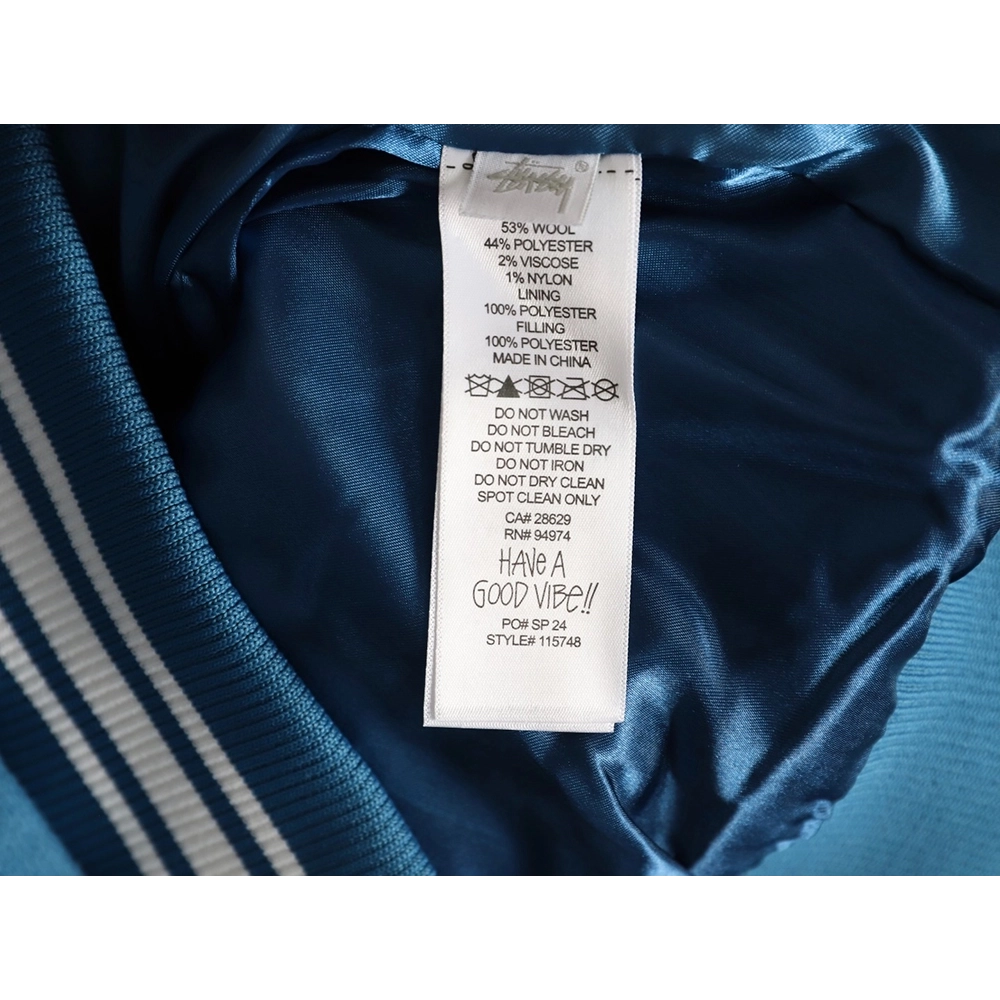 Stüssy
®
53% WOOL
44% POLYESTER
2% VISCOSE
1% NYLON
LINING
100% POLYESTER
FILLING
100% POLYESTER
MADE IN CHINA
DO NOT WASH
DO NOT BLEACH
DO NOT TUMBLE DRY
DO NOT IRON
DO NOT DRY CLEAN
SPOT CLEAN ONLY
CA# 28629
RN# 94974
HAVE A
GOOD VIBe!!
PO# SP 24
STYLE# 115748